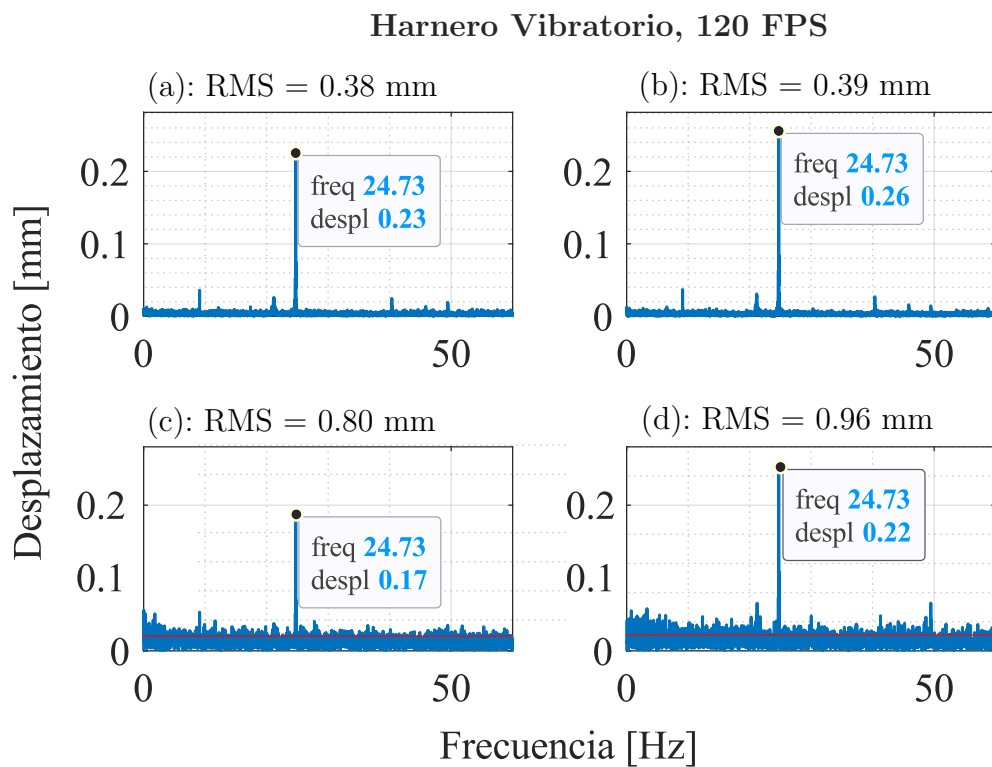 Harnero Vibratorio, 120 FPS
(a): RMS = 0.38 mm
(b): RMS = 0.39 mm
0.2
0.1
0
0
50
freq 24.73
despl 0.23
0.2
0.1
0
0
50
freq 24.73
despl 0.26
Desplazamiento [mm]
(c): RMS = 0.80 mm
(d): RMS = 0.96 mm
0.2
0.1
0
0
50
freq 24.73
despl 0.17
0.2
0.1
0
0
50
freq 24.73
despl 0.22
Frecuencia [Hz]